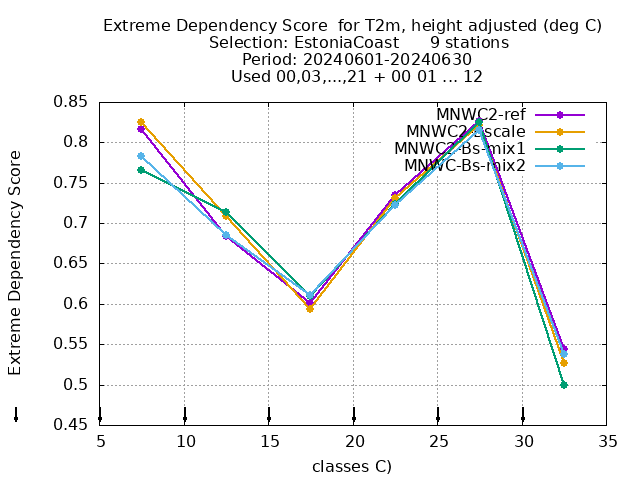 Extreme Dependency Score  for T2m, height adjusted (deg C)
Selection: EstoniaCoast      9 stations
Period: 20240601-20240630
Used 00,03,...,21 + 00 01 ... 12
MNWC2-ref
MNWC2-Bscale
MNWC2-Bs-mix1
MNWC-Bs-mix2
Extreme Dependency Score
0.85
0.8
0.75
0.7
0.65
0.6
0.55
0.5
0.45
5
10
15
20
25
30
35
classes C)